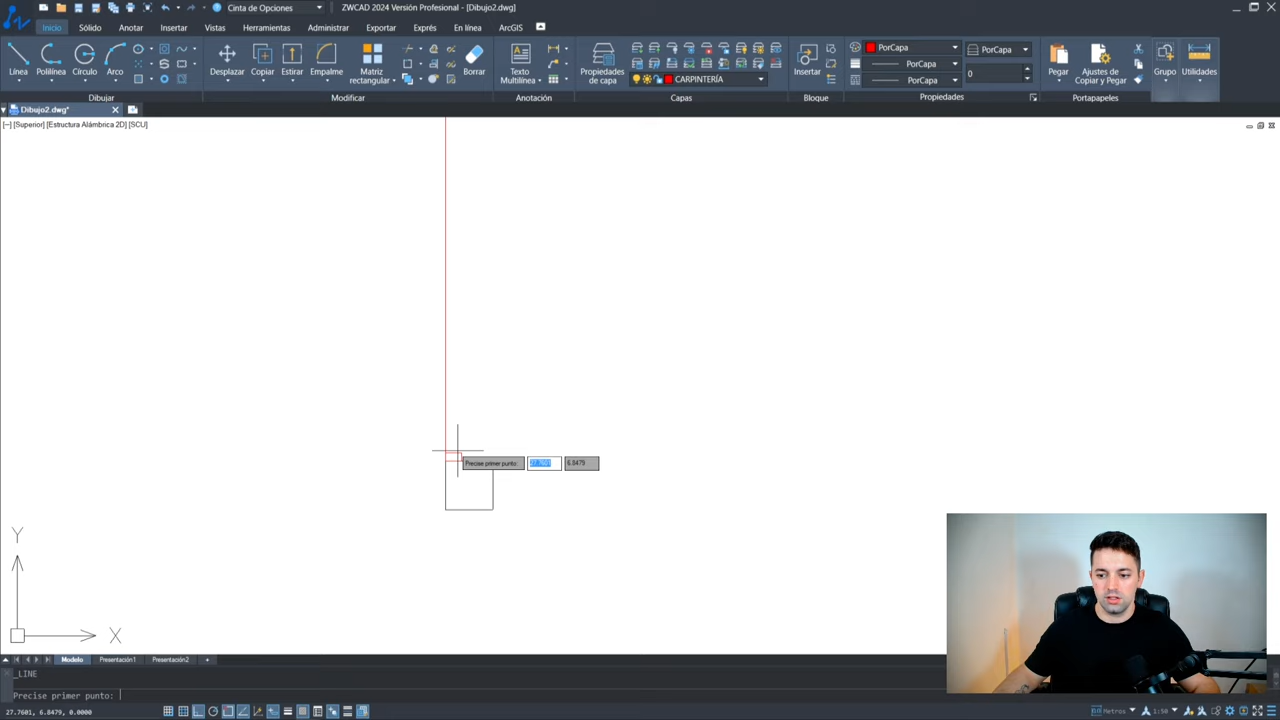 Cinta de Opciones
ZWCAD 2024 Versión Profesional - [Dibujo2.dwg]
Inicio Sólido Anotar Insertar Vistas Herramientas Administrar Exportar Exprés En línea ArcGIS
Línea Polilínea Círculo Arco Desplazar Copiar Estirar Empalme Matriz rectangular Borrar Texto Multilínea Propiedades de capa CARPINTERÍA Insertar PorCapa PorCapa PorCapa PorCapa 0 Pegar Ajustes de Copiar y Pegar Grupo Utilidades
Dibujar Modificar Anotación Capas Bloque Propiedades Portapapeles
Dibujo2.dwg*
[−] [Superior] [Estructura Alámbrica 2D] [SCU]
Precise primer punto: 27.7601 6.8479
Y
X
Modelo Presentación1 Presentación2 +
_LINE
Precise primer punto:
27.7601, 6.8479, 0.0000
Metros 1:50